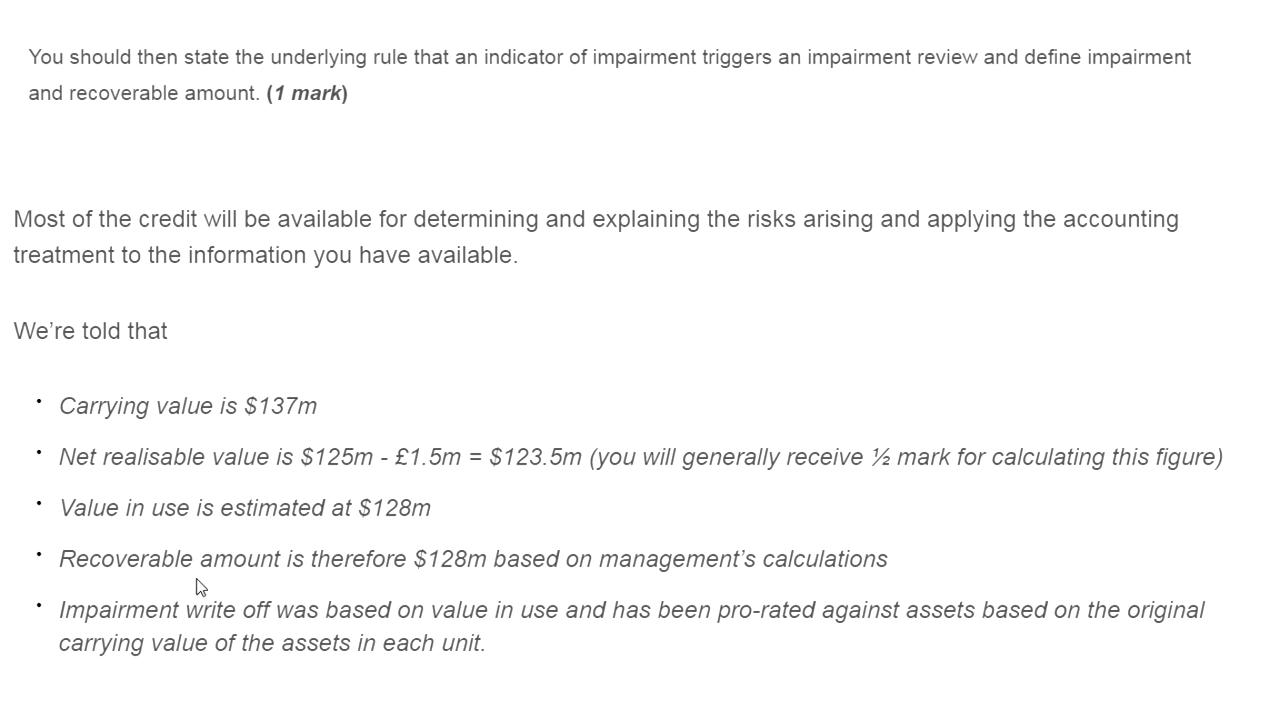 You should then state the underlying rule that an indicator of impairment triggers an impairment review and define impairment
and recoverable amount. (1 mark)
Most of the credit will be available for determining and explaining the risks arising and applying the accounting
treatment to the information you have available.
We’re told that
• Carrying value is $137m
• Net realisable value is $125m - £1.5m = $123.5m (you will generally receive ½ mark for calculating this figure)
• Value in use is estimated at $128m
• Recoverable amount is therefore $128m based on management’s calculations
• Impairment write off was based on value in use and has been pro-rated against assets based on the original
carrying value of the assets in each unit.